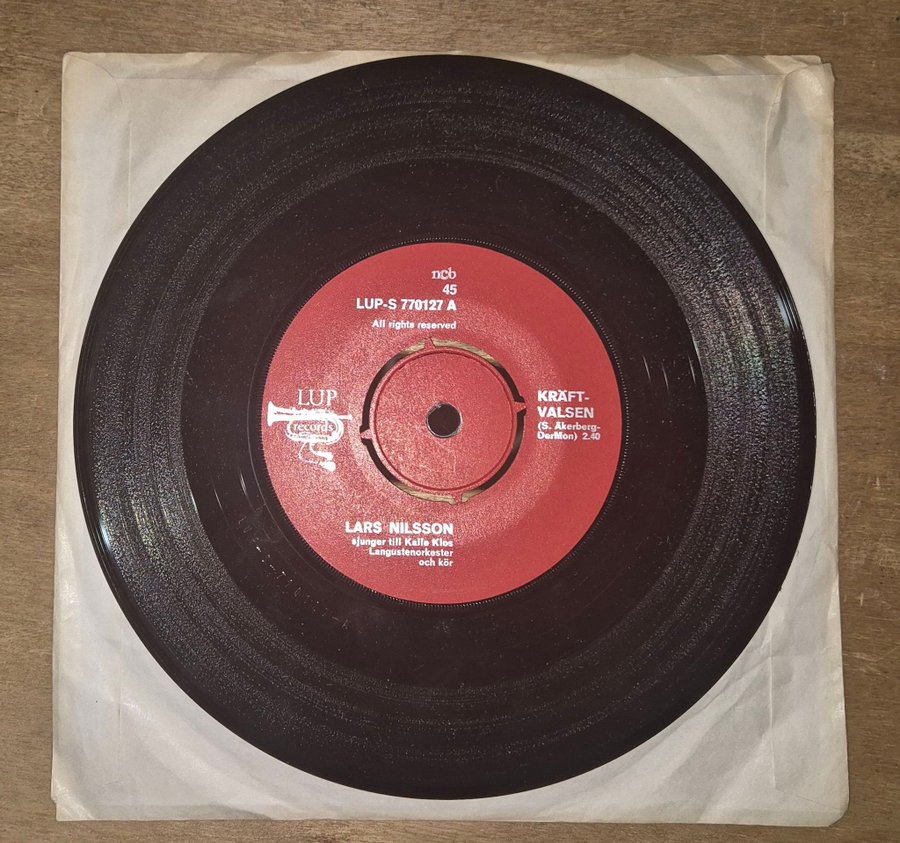 ncb
45
LUP-S 770127 A
All rights reserved
LUP
records
KRÄFT-
VALSEN
(S. Åkerberg-
DerMon) 2.40
LARS NILSSON
sjunger till Kalle Klos
Langustenorkester
och kör